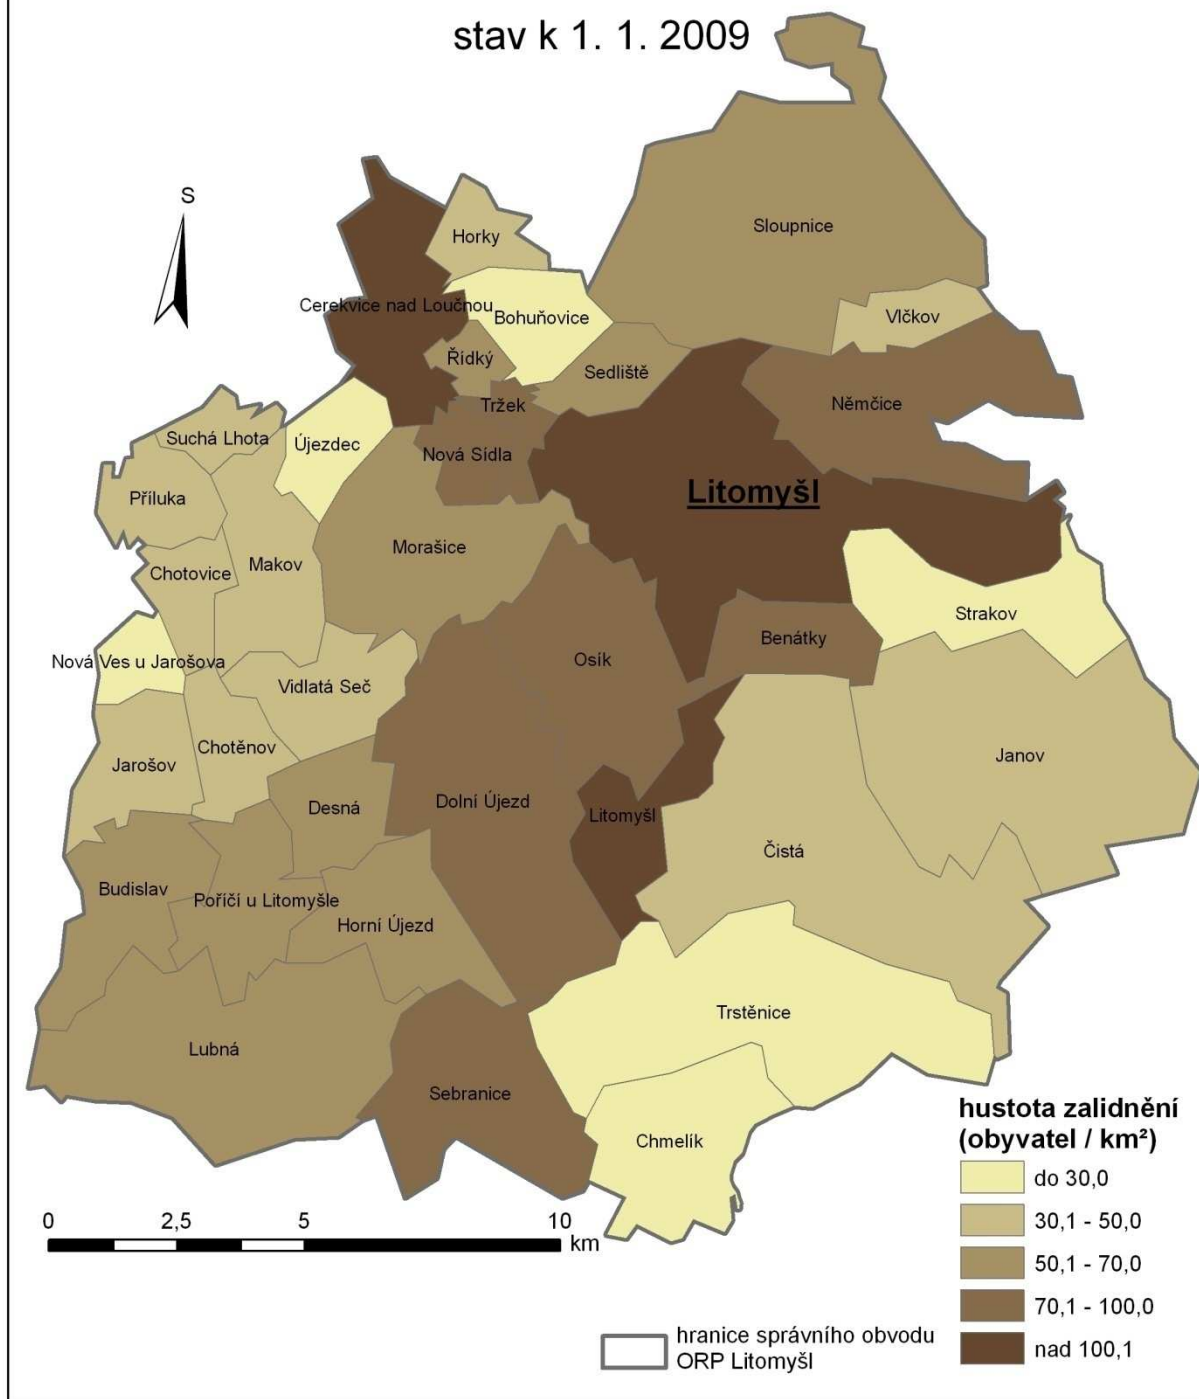 stav k 1. 1. 2009
S
Horky
Sloupnice
Cerekvice nad Loučnou
Bohuňovice
Vlčkov
Řídký
Sedliště
Tržek
Němčice
Suchá Lhota
Újezdec
Nová Sídla
Příluka
Litomyšl
Morašice
Makov
Chotovice
Strakov
Benátky
Nová Ves u Jarošova
Osík
Vidlatá Seč
Chotěnov
Janov
Jarošov
Desná
Dolní Újezd
Litomyšl
Čistá
Budislav
Poříčí u Litomyšle
Horní Újezd
Trstěnice
Lubná
Sebranice
Chmelík
hustota zalidnění
(obyvatel / km²)
do 30,0
30,1 - 50,0
50,1 - 70,0
70,1 - 100,0
nad 100,1
0 2,5 5 10
km
hranice správního obvodu
ORP Litomyšl